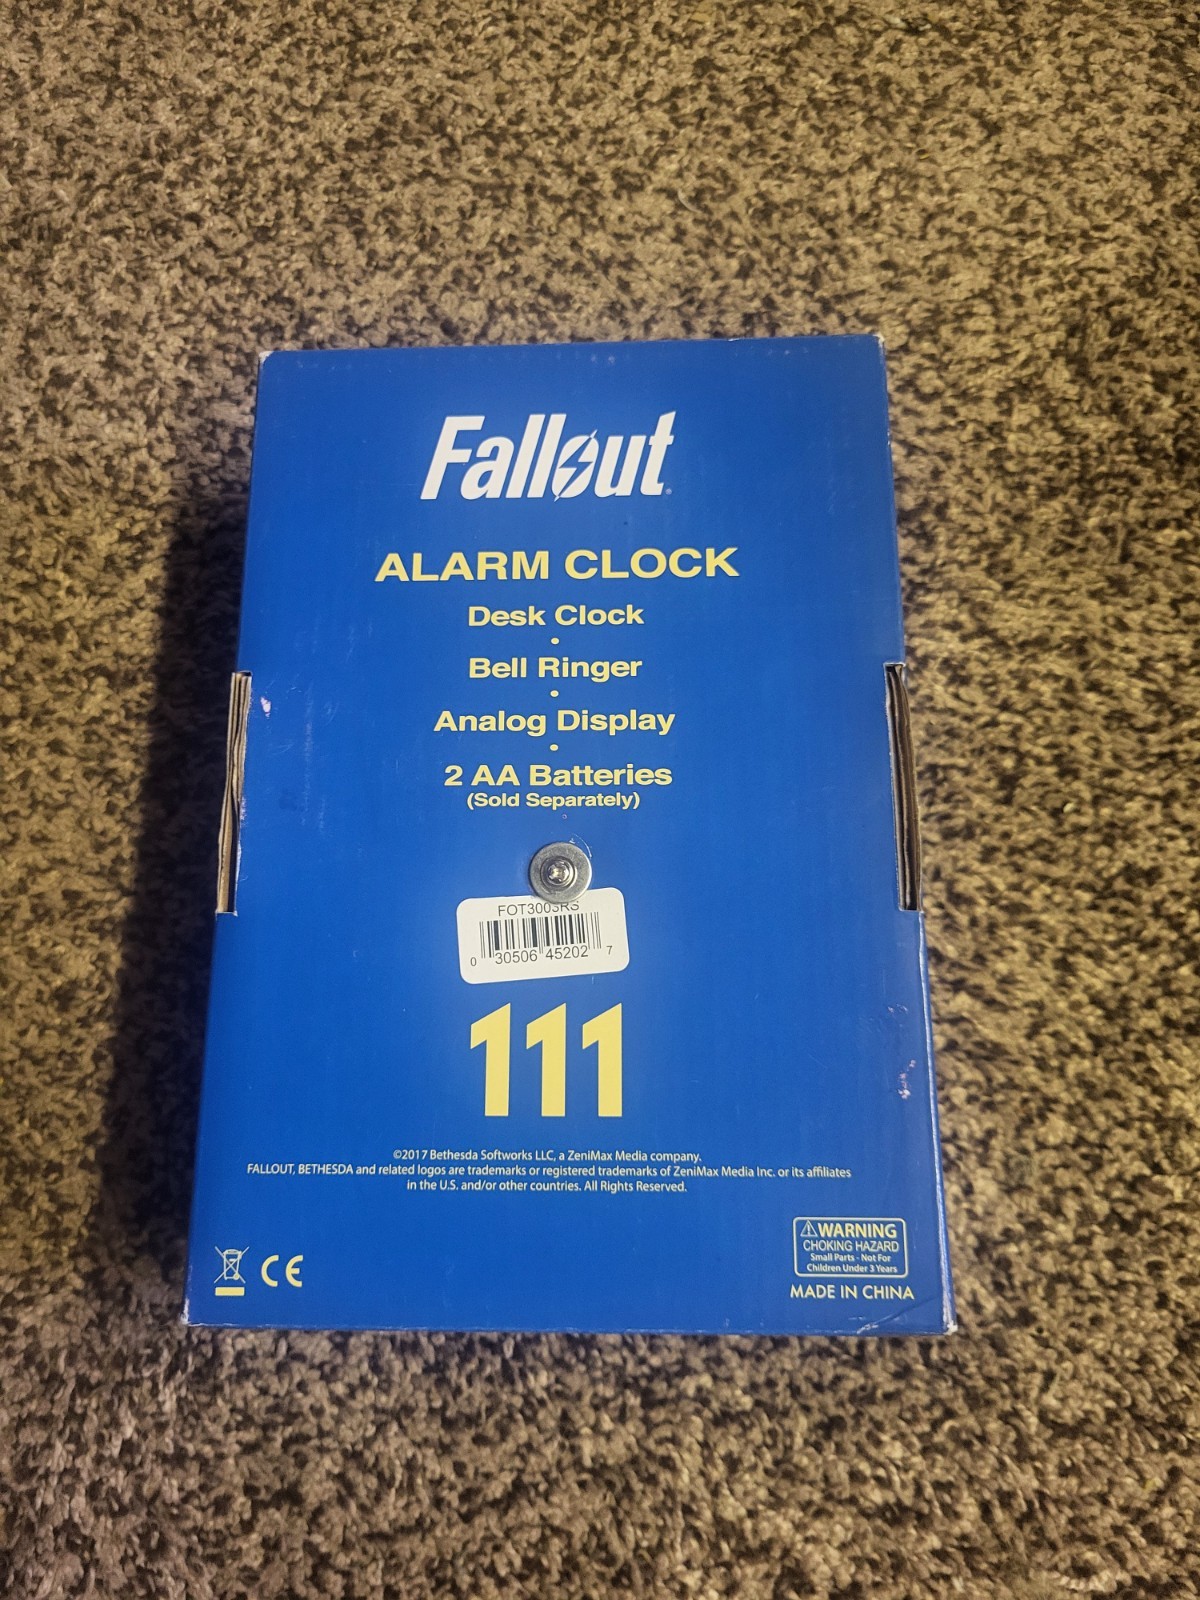 Fallout
ALARM CLOCK
Desk Clock
•
Bell Ringer
•
Analog Display
•
2 AA Batteries
(Sold Separately)
FOT3003RS
0 30506 45202 7
111
©2017 Bethesda Softworks LLC, a ZeniMax Media company.
FALLOUT, BETHESDA and related logos are trademarks or registered trademarks of ZeniMax Media Inc. or its affiliates
in the U.S. and/or other countries. All Rights Reserved.
WARNING
CHOKING HAZARD
Small Parts - Not For
Children Under 3 Years
CE
MADE IN CHINA